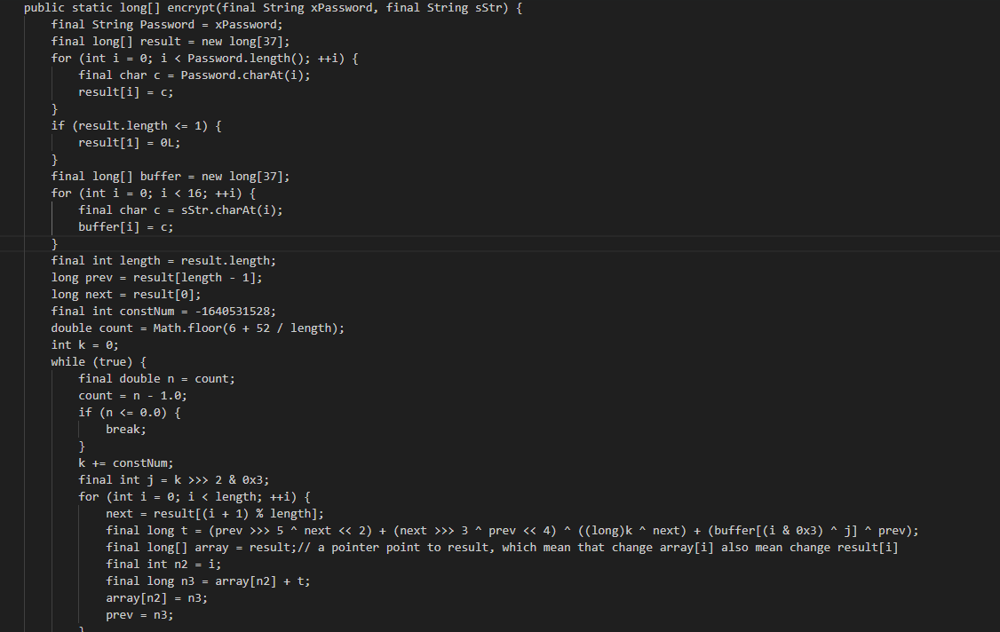 public static long[] encrypt(final String xPassword, final String sStr) {
final String Password = xPassword;
final long[] result = new long[37];
for (int i = 0; i < Password.length(); ++i) {
final char c = Password.charAt(i);
result[i] = c;
}
if (result.length <= 1) {
result[1] = 0L;
}
final long[] buffer = new long[37];
for (int i = 0; i < 16; ++i) {
final char c = sStr.charAt(i);
buffer[i] = c;
}
final int length = result.length;
long prev = result[length - 1];
long next = result[0];
final int constNum = -1640531528;
double count = Math.floor(6 + 52 / length);
int k = 0;
while (true) {
final double n = count;
count = n - 1.0;
if (n <= 0.0) {
break;
}
k += constNum;
final int j = k >>> 2 & 0x3;
for (int i = 0; i < length; ++i) {
next = result[(i + 1) % length];
final long t = (prev >>> 5 ^ next << 2) + (next >>> 3 ^ prev << 4) ^ ((long)k ^ next) + (buffer[(i & 0x3) ^ j] ^ prev);
final long[] array = result;// a pointer point to result, which mean that change array[i] also mean change result[i]
final int n2 = i;
final long n3 = array[n2] + t;
array[n2] = n3;
prev = n3;
}